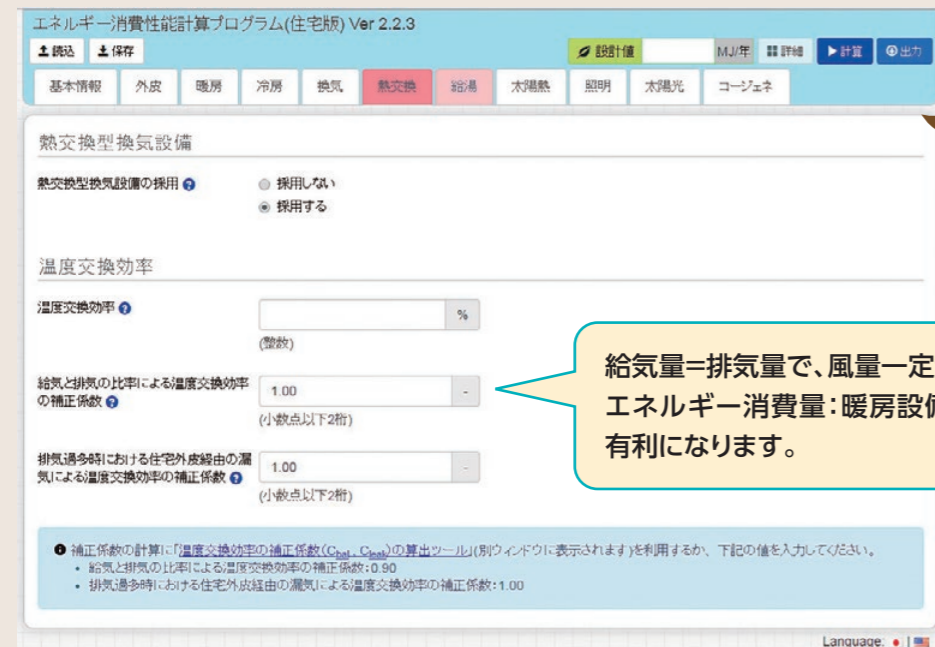 エネルギー消費性能計算プログラム(住宅版) Ver 2.2.3
読込 保存 設計値 MJ/年 詳細 計算 出力
基本情報 外皮 暖房 冷房 換気 熱交換 給湯 太陽熱 照明 太陽光 コージェネ
熱交換型換気設備
熱交換型換気設備の採用 採用しない
採用する
温度交換効率
温度交換効率 %
(整数)
給気と排気の比率による温度交換効率
の補正係数 1.00 -
(小数点以下2桁)
排気過多時における住宅外皮経由の漏
気による温度交換効率の補正係数 1.00 -
(小数点以下2桁)
給気量=排気量で、風量一定
エネルギー消費量:暖房設備
有利になります。
補正係数の計算に「温度交換効率の補正係数(Cbal、Cleak)の算出ツール」(別ウィンドウに表示されます)を利用するか、下記の値を入力してください。
・ 給気と排気の比率による温度交換効率の補正係数:0.90
・ 排気過多時における住宅外皮経由の漏気による温度交換効率の補正係数:1.00
Language: |